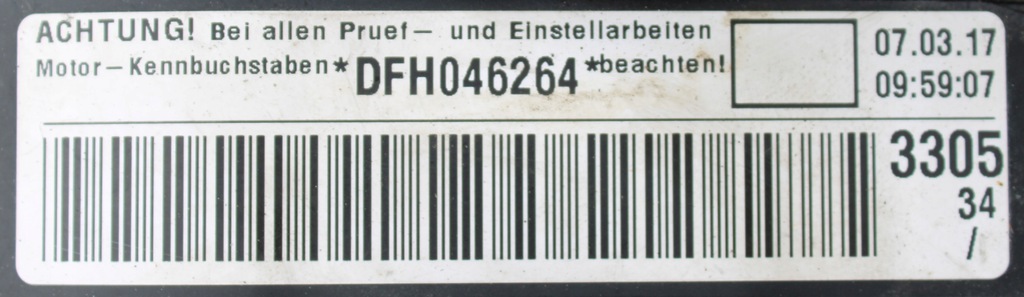 ACHTUNG! Bei allen Pruef- und Einstellarbeiten
Motor-Kennbuchstaben*DFH046264*beachten!
07.03.17
09:59:07
3305
34
/